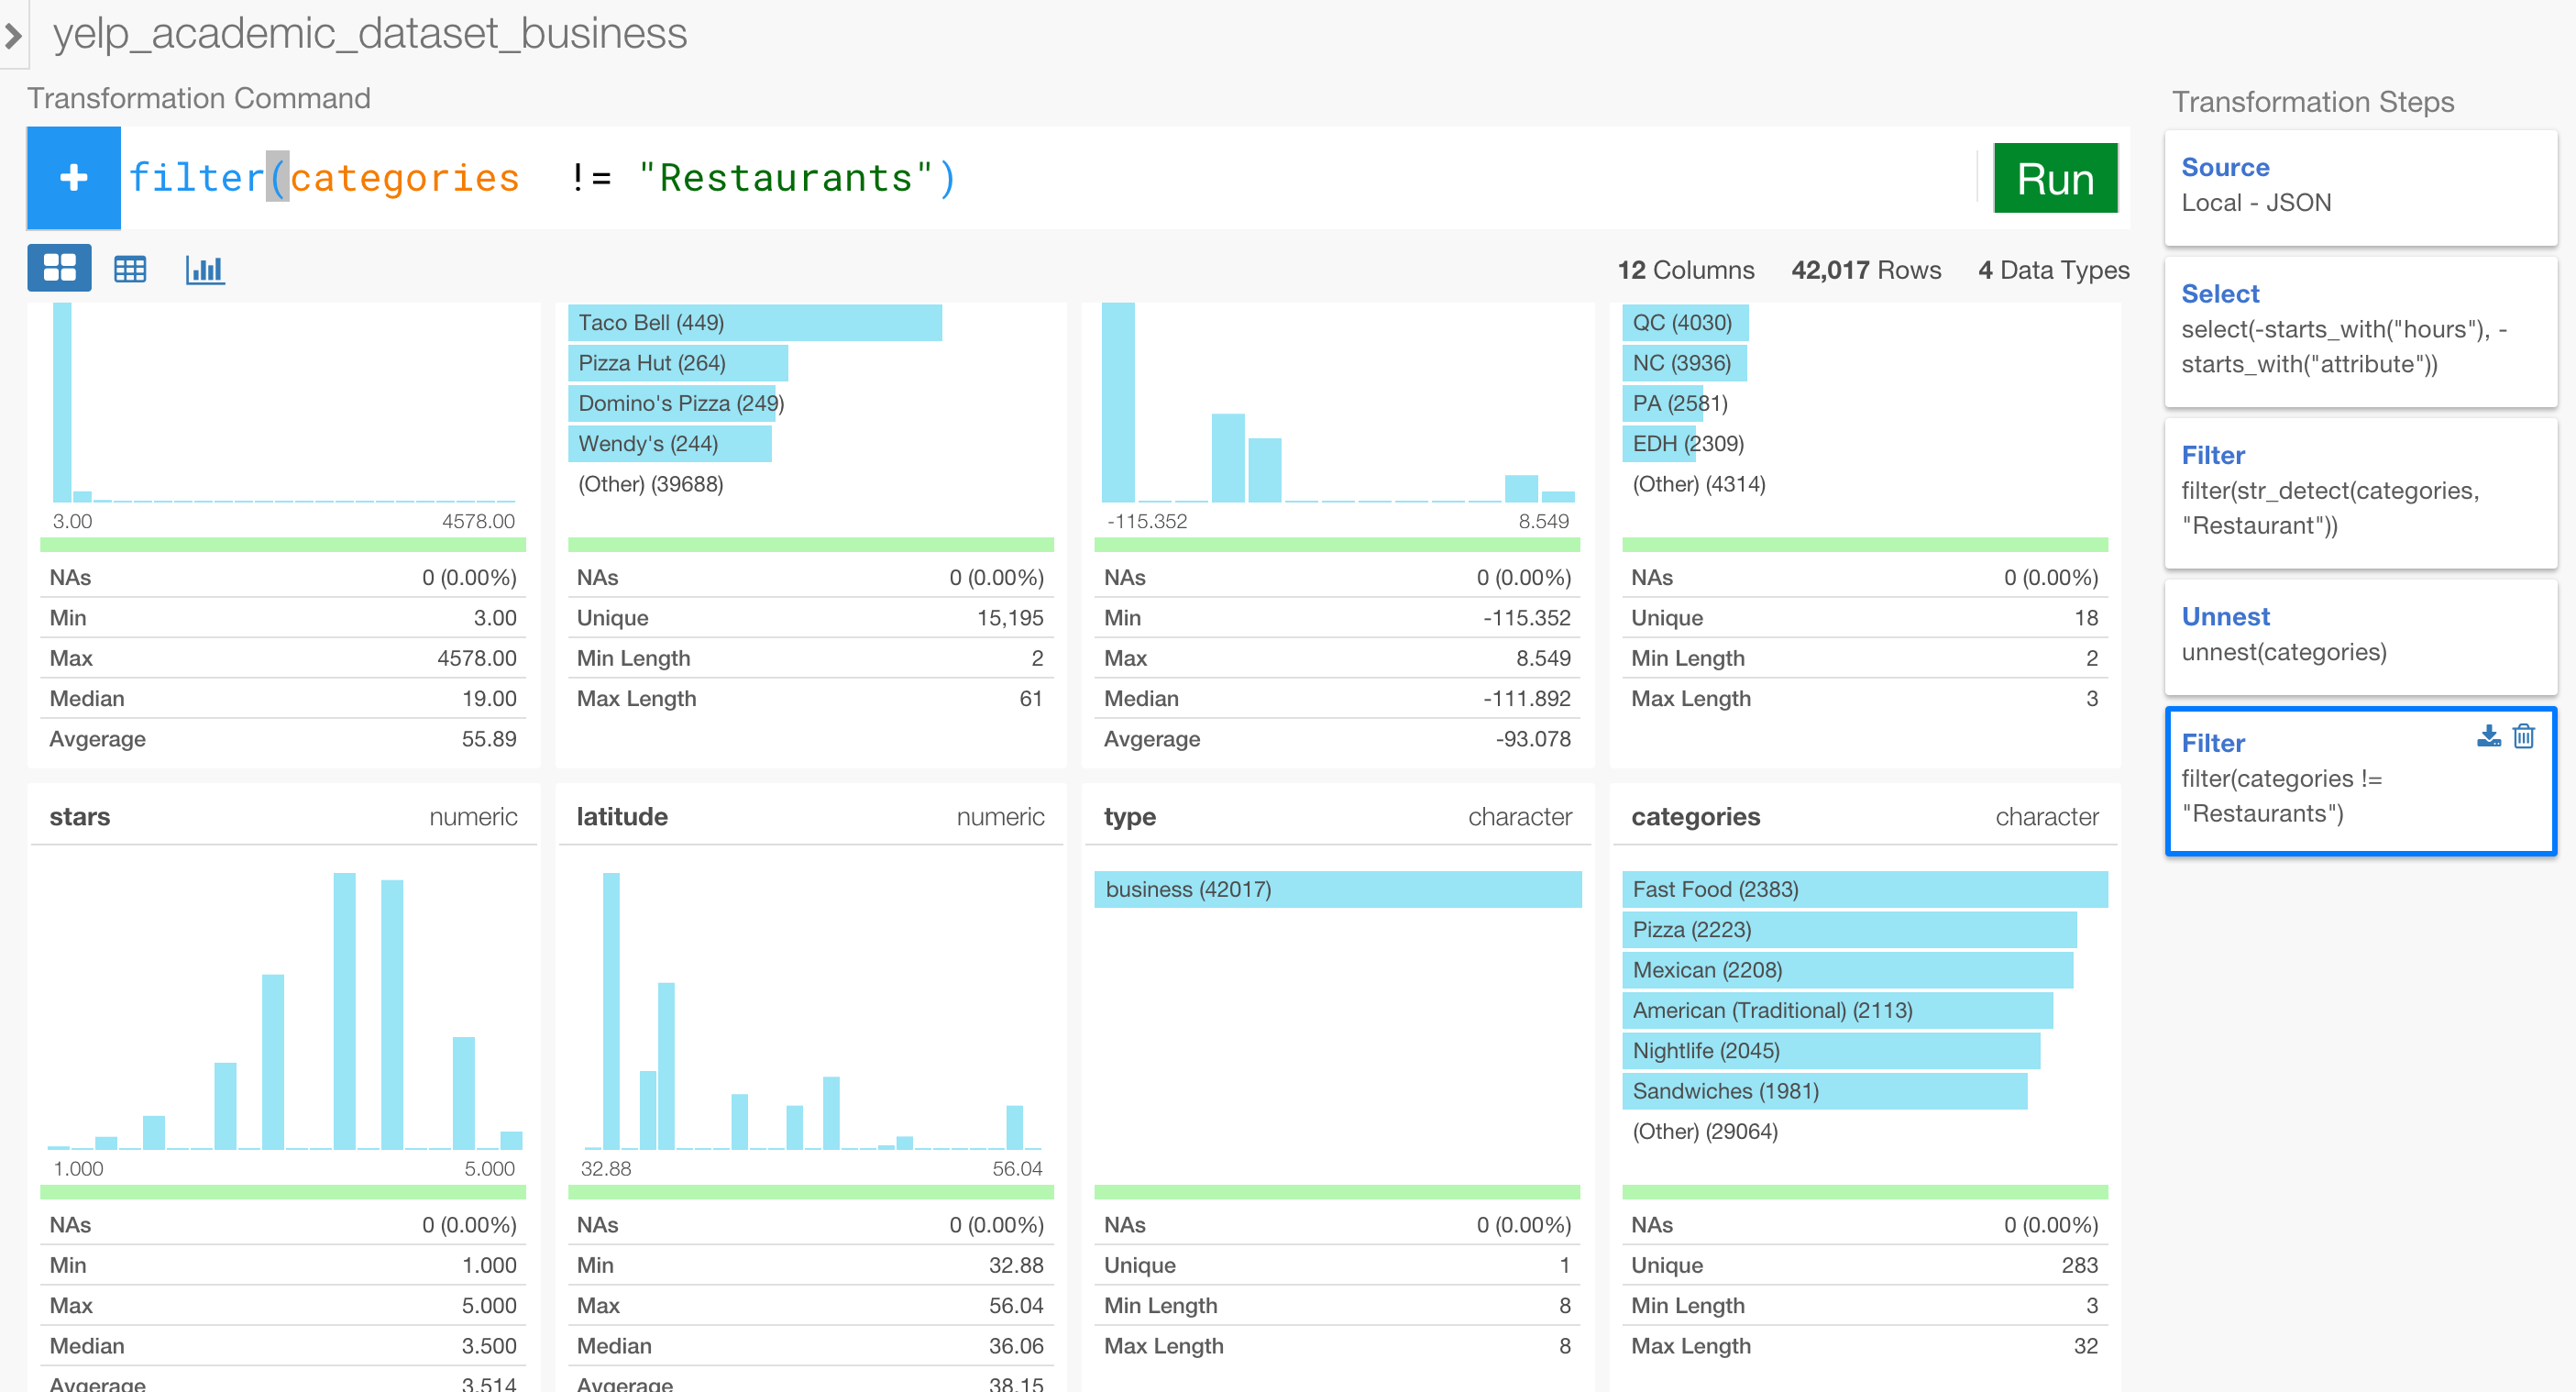 yelp_academic_dataset_business
Transformation Command
filter(categories != "Restaurants")
Run
12 Columns 42,017 Rows 4 Data Types
3.00 4578.00
NAs 0 (0.00%)
Min 3.00
Max 4578.00
Median 19.00
Avgerage 55.89
Taco Bell (449)
Pizza Hut (264)
Domino's Pizza (249)
Wendy's (244)
(Other) (39688)
NAs 0 (0.00%)
Unique 15,195
Min Length 2
Max Length 61
-115.352 8.549
NAs 0 (0.00%)
Min -115.352
Max 8.549
Median -111.892
Avgerage -93.078
QC (4030)
NC (3936)
PA (2581)
EDH (2309)
(Other) (4314)
NAs 0 (0.00%)
Unique 18
Min Length 2
Max Length 3
stars numeric
1.000 5.000
NAs 0 (0.00%)
Min 1.000
Max 5.000
Median 3.500
Avgerage 3.514
latitude numeric
32.88 56.04
NAs 0 (0.00%)
Min 32.88
Max 56.04
Median 36.06
Avgerage 38.15
type character
business (42017)
NAs 0 (0.00%)
Unique 1
Min Length 8
Max Length 8
categories character
Fast Food (2383)
Pizza (2223)
Mexican (2208)
American (Traditional) (2113)
Nightlife (2045)
Sandwiches (1981)
(Other) (29064)
NAs 0 (0.00%)
Unique 283
Min Length 3
Max Length 32
Transformation Steps
Source
Local - JSON
Select
select(-starts_with("hours"), -
starts_with("attribute"))
Filter
filter(str_detect(categories,
"Restaurant"))
Unnest
unnest(categories)
Filter
filter(categories !=
"Restaurants")